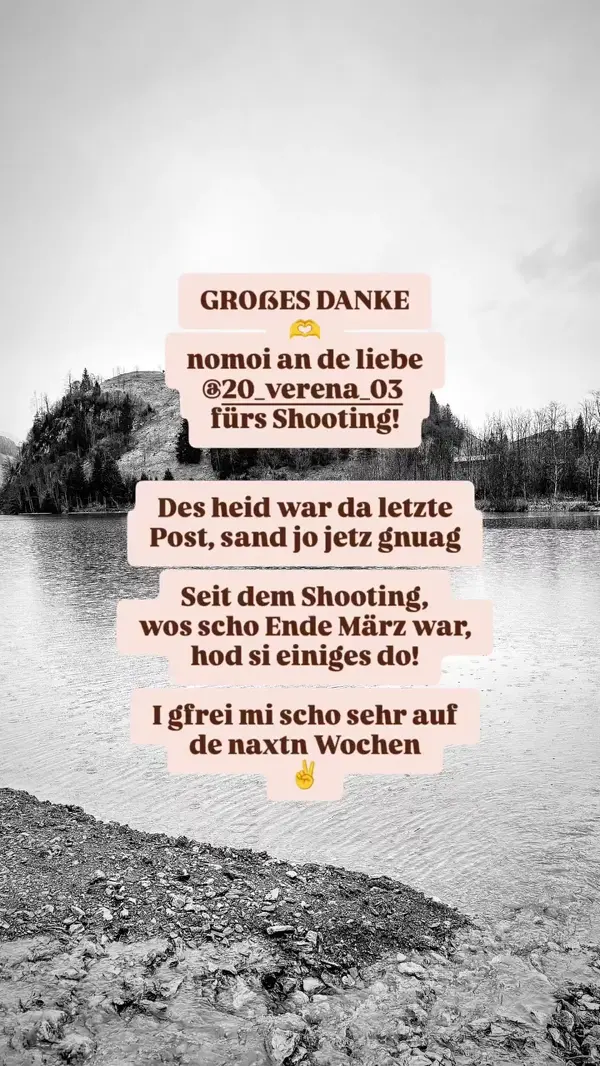 GROẞES DANKE
🫶
nomoi an de liebe
@20_verena_03
fürs Shooting!
Des heid war da letzte
Post, sand jo jetz gnuag
Seit dem Shooting,
wos scho Ende März war,
hod si einiges do!
I gfrei mi scho sehr auf
de naxtn Wochen
✌️